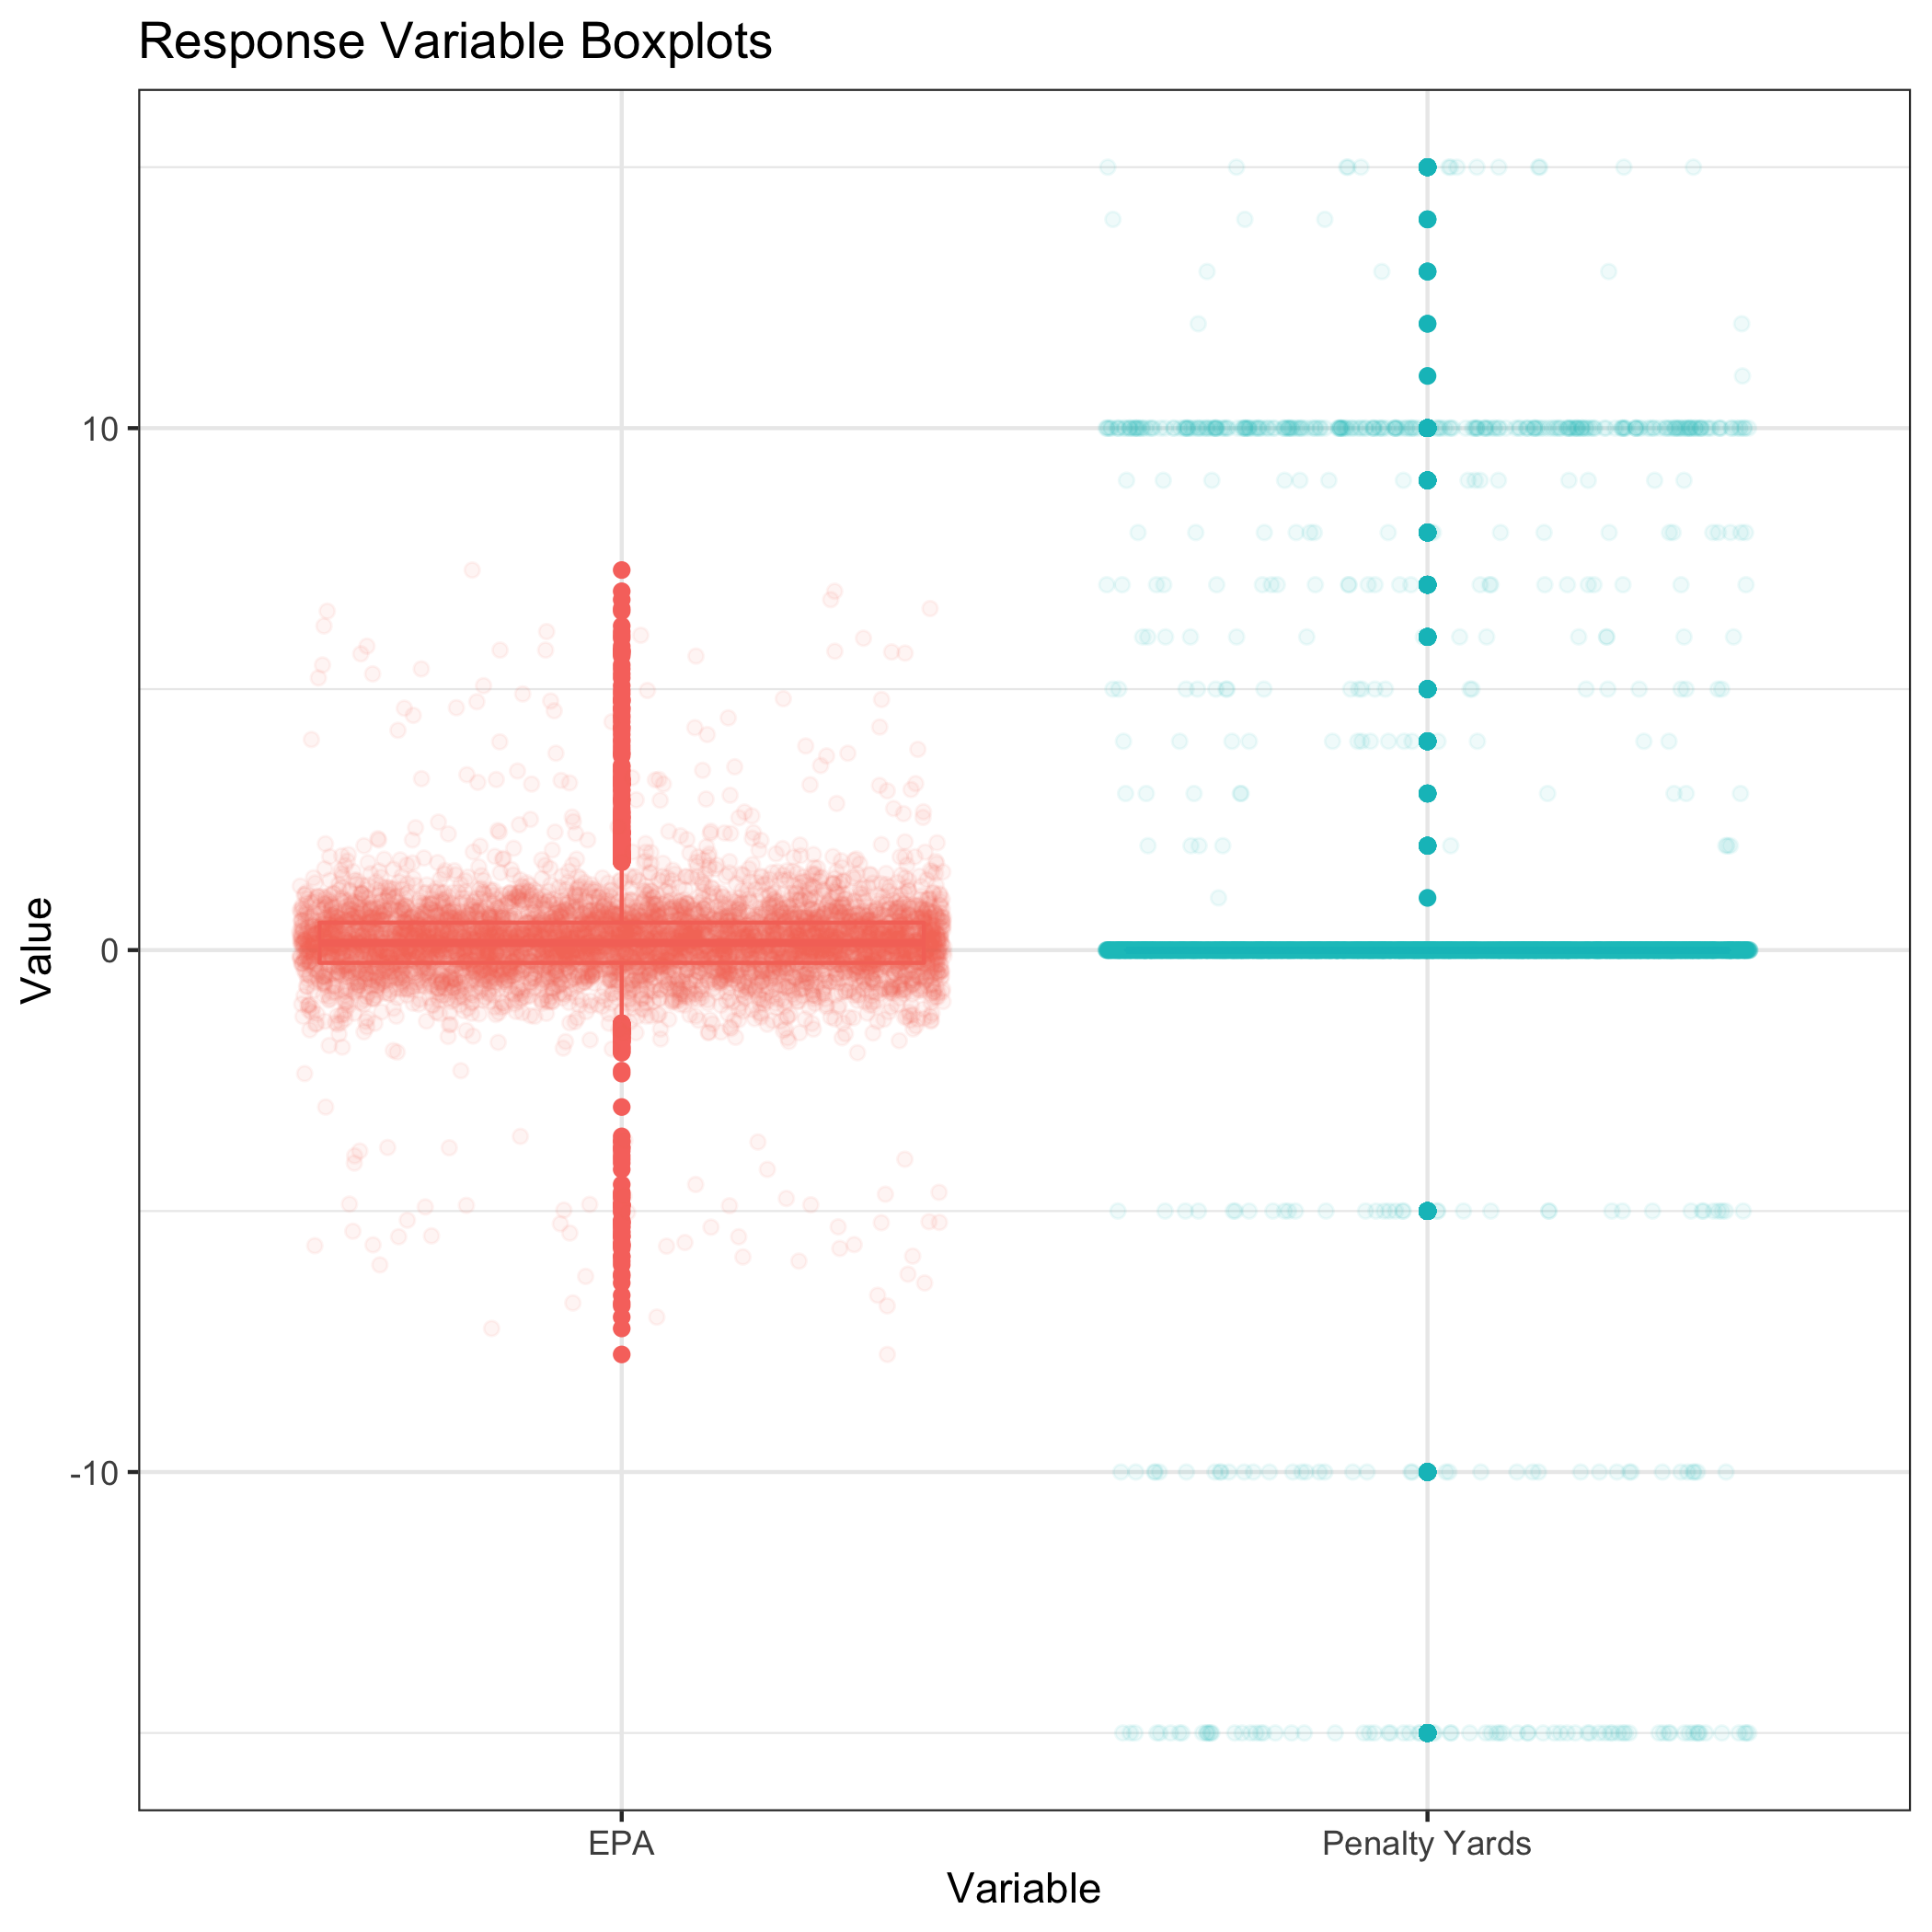 Response Variable Boxplots
10
0
-10
Value
EPA
Penalty Yards
Variable